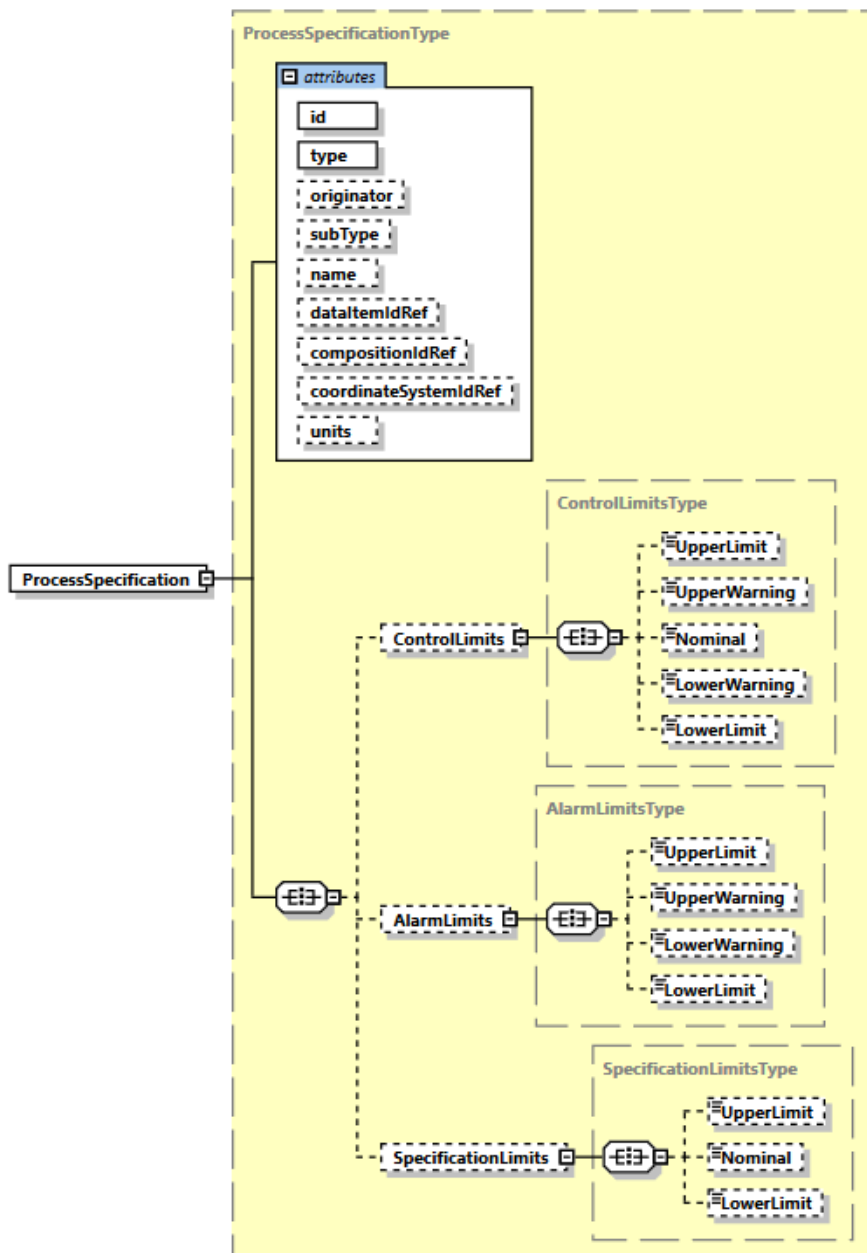 ProcessSpecificationType
attributes
id
type
originator
subType
name
dataItemIdRef
compositionIdRef
coordinateSystemIdRef
units
ProcessSpecification
ControlLimitsType
ControlLimits
UpperLimit
UpperWarning
Nominal
LowerWarning
LowerLimit
AlarmLimitsType
AlarmLimits
UpperLimit
UpperWarning
LowerWarning
LowerLimit
SpecificationLimitsType
SpecificationLimits
UpperLimit
Nominal
LowerLimit